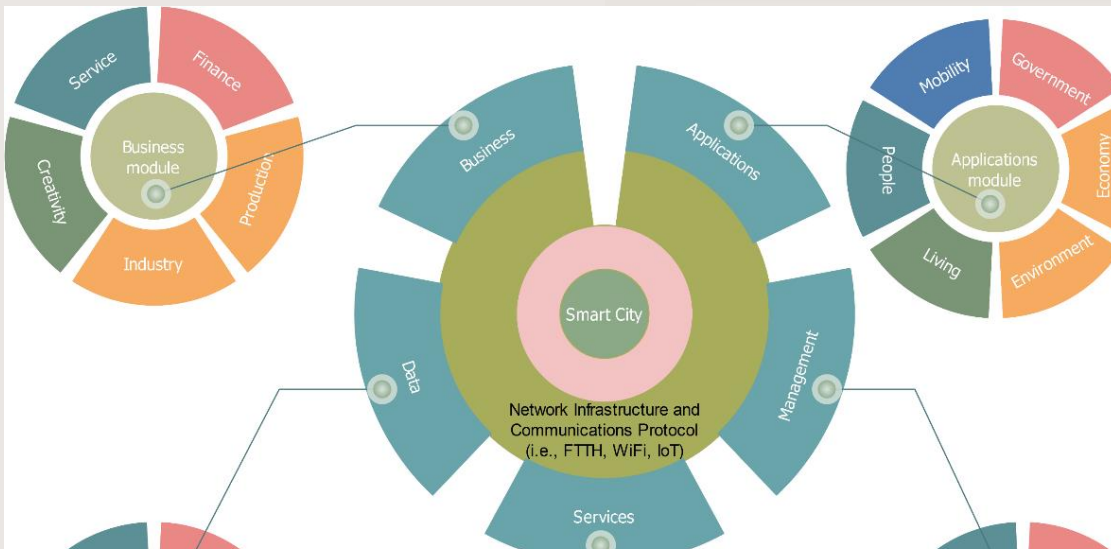 Service
Finance
Business
module
Creativity
Production
Industry
Business
Applications
Mobility
Government
People
Applications
module
Economy
Living
Environment
Smart City
Data
Management
Network Infrastructure and
Communications Protocol
(i.e., FTTH, WiFi, IoT)
Services